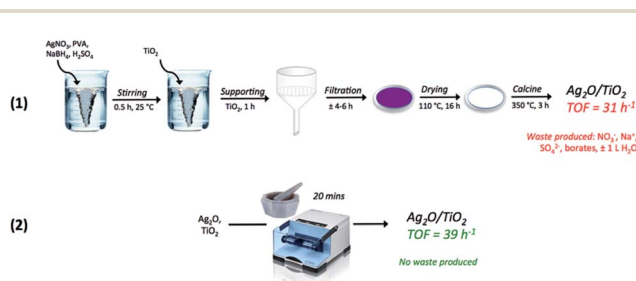 AgNO₃, PVA,
NaBH₄, H₂SO₄
TiO₂
(1)
Stirring
0.5 h, 25 °C
Supporting
TiO₂, 1 h
Filtration
± 4-6 h
Drying
110 °C, 16 h
Calcine
350 °C, 3 h
Ag₂O/TiO₂
TOF = 31 h⁻¹
Waste produced: NO₃⁻, Na⁺,
SO₄²⁻, borates, ± 1 L H₂O
(2)
Ag₂O,
TiO₂
20 mins
Ag₂O/TiO₂
TOF = 39 h⁻¹
No waste produced